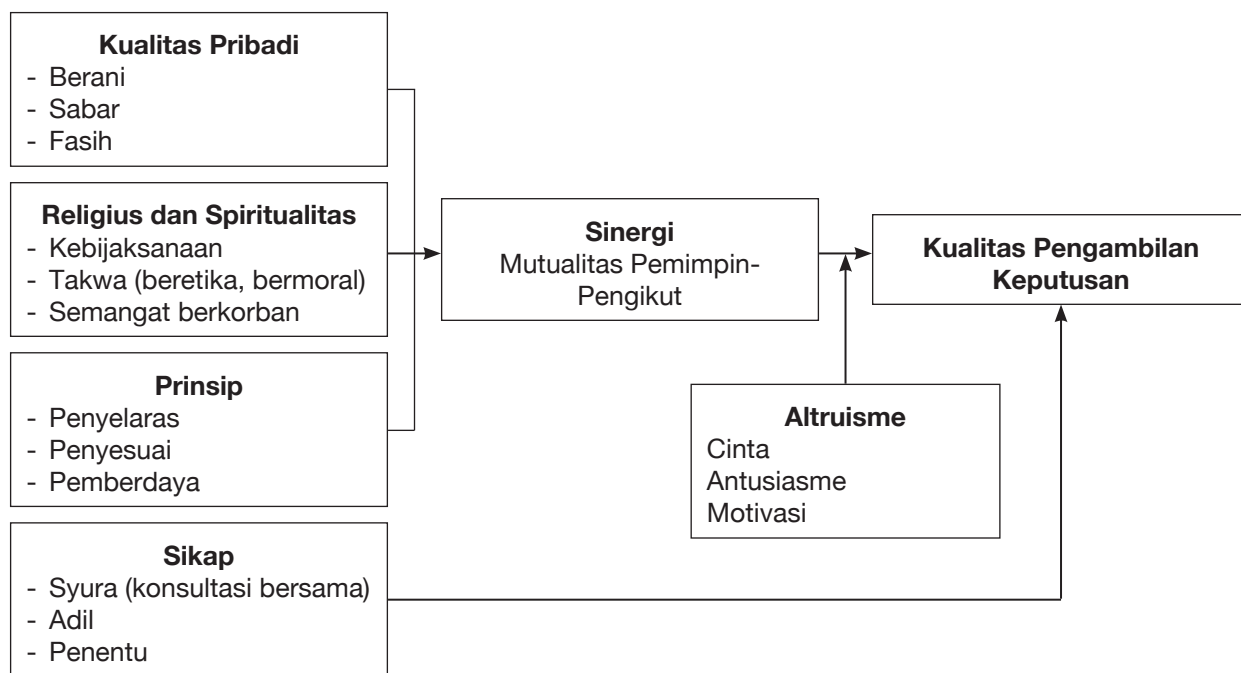 Kualitas Pribadi
- Berani
- Sabar
- Fasih
Religius dan Spiritualitas
- Kebijaksanaan
- Takwa (beretika, bermoral)
- Semangat berkorban
Prinsip
- Penyelaras
- Penyesuai
- Pemberdaya
Sikap
- Syura (konsultasi bersama)
- Adil
- Penentu
Sinergi
Mutualitas Pemimpin-
Pengikut
Altruisme
Cinta
Antusiasme
Motivasi
Kualitas Pengambilan
Keputusan